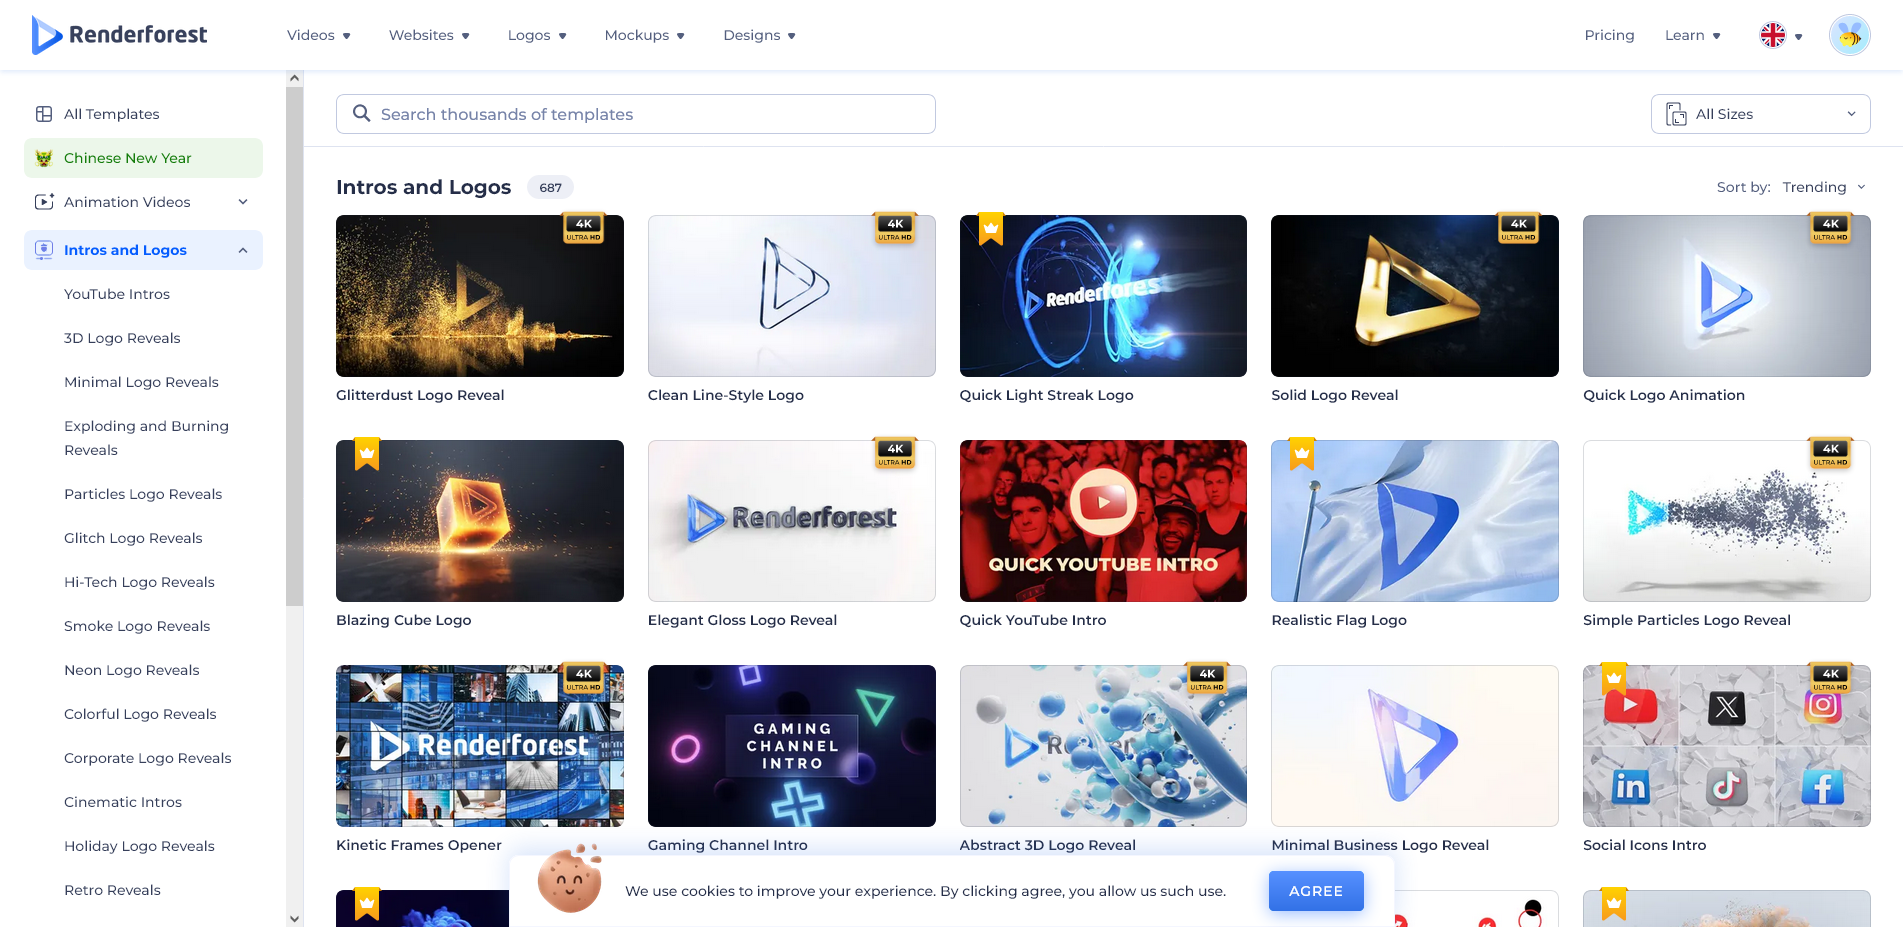 Renderforest
Videos
Websites
Logos
Mockups
Designs
Pricing
Learn
All Templates
Chinese New Year
Animation Videos
Intros and Logos
YouTube Intros
3D Logo Reveals
Minimal Logo Reveals
Exploding and Burning
Reveals
Particles Logo Reveals
Glitch Logo Reveals
Hi-Tech Logo Reveals
Smoke Logo Reveals
Neon Logo Reveals
Colorful Logo Reveals
Corporate Logo Reveals
Cinematic Intros
Holiday Logo Reveals
Retro Reveals
Search thousands of templates
All Sizes
Intros and Logos 687
Sort by: Trending
4K
ULTRA HD
4K
ULTRA HD
Renderforest
4K
ULTRA HD
4K
ULTRA HD
Glitterdust Logo Reveal
Clean Line-Style Logo
Quick Light Streak Logo
Solid Logo Reveal
Quick Logo Animation
4K
ULTRA HD
Renderforest
QUICK YOUTUBE INTRO
4K
ULTRA HD
Blazing Cube Logo
Elegant Gloss Logo Reveal
Quick YouTube Intro
Realistic Flag Logo
Simple Particles Logo Reveal
4K
ULTRA HD
Renderforest
GAMING
CHANNEL
INTRO
4K
ULTRA HD
4K
ULTRA HD
X
in
f
Kinetic Frames Opener
Gaming Channel Intro
Abstract 3D Logo Reveal
Minimal Business Logo Reveal
Social Icons Intro
We use cookies to improve your experience. By clicking agree, you allow us such use.
AGREE